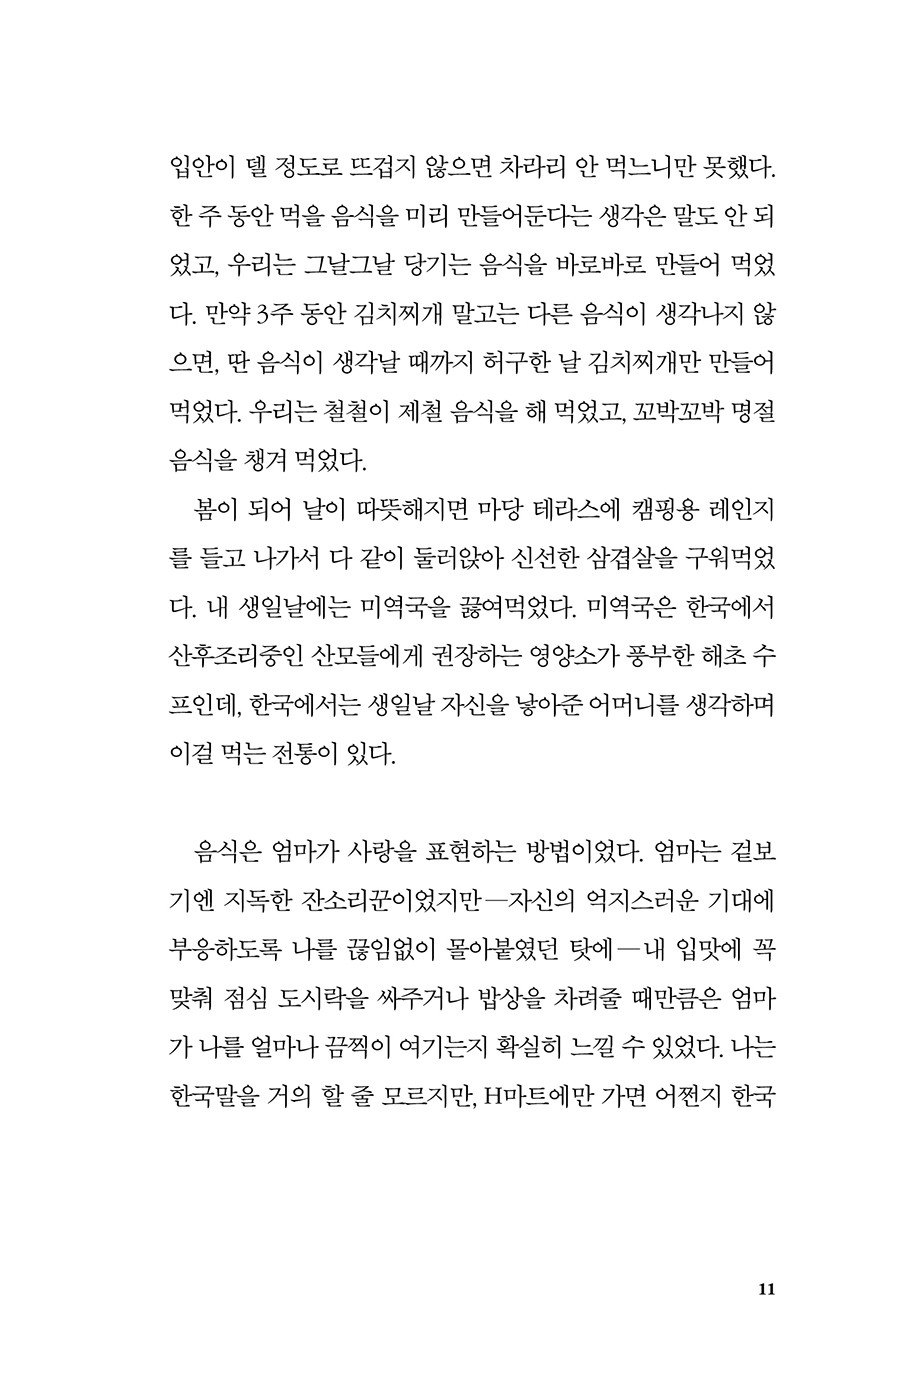 입안이 델 정도로 뜨겁지 않으면 차라리 안 먹느니만 못했다.
한 주 동안 먹을 음식을 미리 만들어둔다는 생각은 말도 안 되
었고, 우리는 그날그날 당기는 음식을 바로바로 만들어 먹었
다. 만약 3주 동안 김치찌개 말고는 다른 음식이 생각나지 않
으면, 딴 음식이 생각날 때까지 허구한 날 김치찌개만 만들어
먹었다. 우리는 철철이 제철 음식을 해 먹었고, 꼬박꼬박 명절
음식을 챙겨 먹었다.
봄이 되어 날이 따뜻해지면 마당 테라스에 캠핑용 레인지
를 들고 나가서 다 같이 둘러앉아 신선한 삼겹살을 구워먹었
다. 내 생일날에는 미역국을 끓여먹었다. 미역국은 한국에서
산후조리중인 산모들에게 권장하는 영양소가 풍부한 해초 수
프인데, 한국에서는 생일날 자신을 낳아준 어머니를 생각하며
이걸 먹는 전통이 있다.
음식은 엄마가 사랑을 표현하는 방법이었다. 엄마는 겉보
기엔 지독한 잔소리꾼이었지만—자신의 억지스러운 기대에
부응하도록 나를 끊임없이 몰아붙였던 탓에—내 입맛에 꼭
맞춰 점심 도시락을 싸주거나 밥상을 차려줄 때만큼은 엄마
가 나를 얼마나 끔찍이 여기는지 확실히 느낄 수 있었다. 나는
한국말을 거의 할 줄 모르지만, H마트에만 가면 어쩐지 한국
11